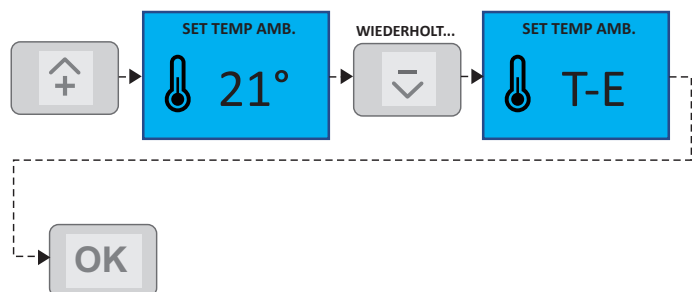 SET TEMP AMB.
21°
WIEDERHOLT...
SET TEMP AMB.
T-E
OK